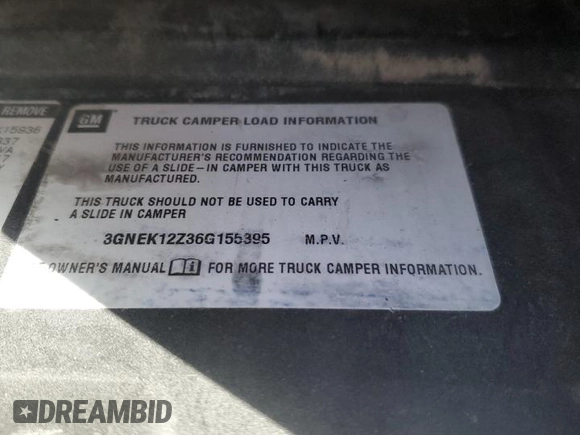 REMOVE
15936
GM
TRUCK CAMPER LOAD INFORMATION
THIS INFORMATION IS FURNISHED TO INDICATE THE
MANUFACTURER'S RECOMMENDATION REGARDING THE
USE OF A SLIDE-IN CAMPER WITH THIS TRUCK AS
MANUFACTURED.
THIS TRUCK SHOULD NOT BE USED TO CARRY
A SLIDE IN CAMPER
3GNEK12Z36G155395 M.P.V.
OWNER'S MANUAL FOR MORE TRUCK CAMPER INFORMATION.
DREAMBID